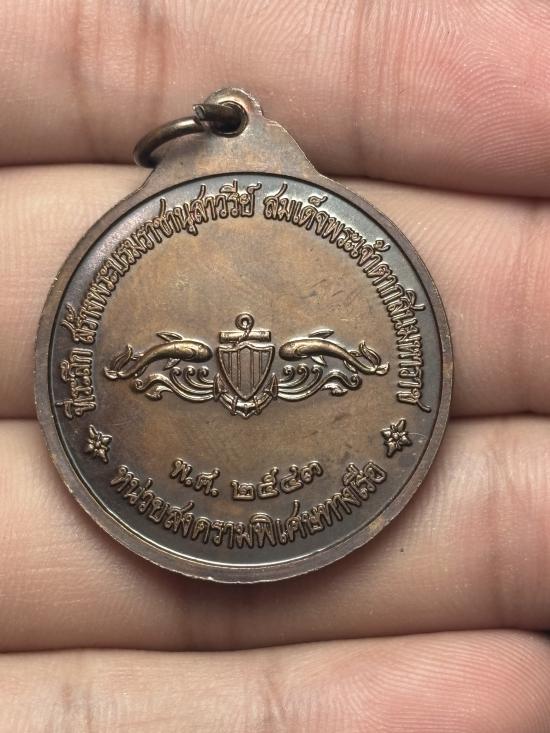 ที่ระลึก สร้างพระบรมราชานุสาวรีย์ สมเด็จพระเจ้าตากสินมหาราช
พ.ศ. ๒๕๔๓
หน่วยสงครามพิเศษทางเรือ